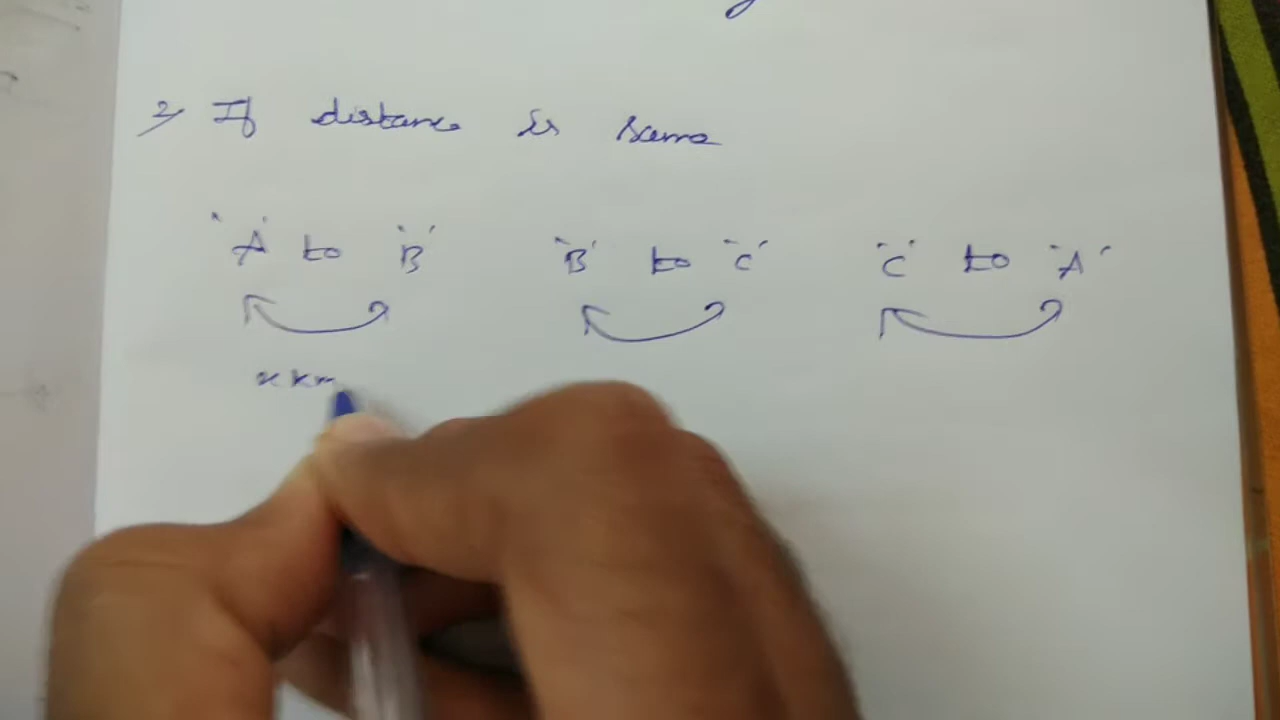 2) If distance is same
"A" to "B" "B" to "C" "C" to "A"
x km